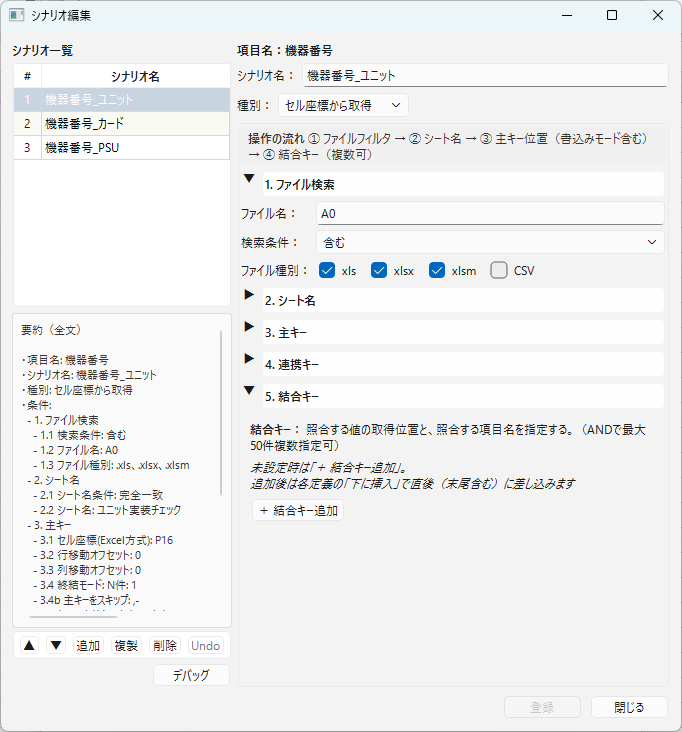 シナリオ編集
シナリオ一覧
# シナリオ名
1 機器番号_ユニット
2 機器番号_カード
3 機器番号_PSU
要約（全文）
・項目名: 機器番号
・シナリオ名: 機器番号_ユニット
・種別: セル座標から取得
・条件:
- 1. ファイル検索
- 1.1 検索条件: 含む
- 1.2 ファイル名: A0
- 1.3 ファイル種別: .xls、.xlsx、.xlsm
- 2. シート名
- 2.1 シート名条件: 完全一致
- 2.2 シート名: ユニット実装チェック
- 3. 主キー
- 3.1 セル座標(Excel方式): P16
- 3.2 行移動オフセット: 0
- 3.3 列移動オフセット: 0
- 3.4 終結モード: N件: 1
- 3.4b 主キーをスキップ: ,-
▲ ▼ 追加 複製 削除 Undo
デバッグ
項目名：機器番号
シナリオ名： 機器番号_ユニット
種別： セル座標から取得
操作の流れ ① ファイルフィルタ → ② シート名 → ③ 主キー位置（書込みモード含む）
→ ④ 結合キー（複数可）
▼ 1. ファイル検索
ファイル名： A0
検索条件： 含む
ファイル種別： xls xlsx xlsm CSV
▶ 2. シート名
▶ 3. 主キー
▶ 4. 連携キー
▼ 5. 結合キー
結合キー： 照合する値の取得位置と、照合する項目名を指定する。（ANDで最大
50件複数指定可）
未設定時は「＋ 結合キー追加」。
追加後は各定義の「下に挿入」で直後（末尾含む）に差し込みます
＋ 結合キー追加
登録 閉じる